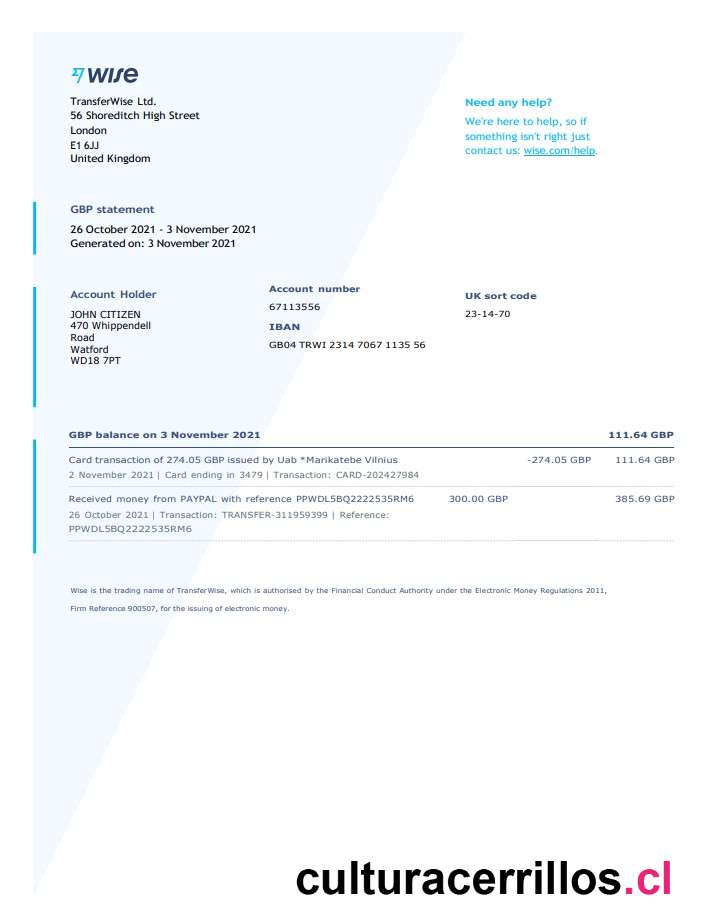 wise
TransferWise Ltd.
56 Shoreditch High Street
London
E1 6JJ
United Kingdom
Need any help?
We're here to help, so if
something isn't right just
contact us: wise.com/help.
GBP statement
26 October 2021 - 3 November 2021
Generated on: 3 November 2021
Account Holder
JOHN CITIZEN
470 Whippendell
Road
Watford
WD18 7PT
Account number
67113556
IBAN
GB04 TRWI 2314 7067 1135 56
UK sort code
23-14-70
GBP balance on 3 November 2021 111.64 GBP
Card transaction of 274.05 GBP issued by Uab *Marikatebe Vilnius -274.05 GBP 111.64 GBP
2 November 2021 | Card ending in 3479 | Transaction: CARD-202427984
Received money from PAYPAL with reference PPWDL5BQ2222535RM6 300.00 GBP 385.69 GBP
26 October 2021 | Transaction: TRANSFER-311959399 | Reference:
PPWDL5BQ2222535RM6
Wise is the trading name of TransferWise, which is authorised by the Financial Conduct Authority under the Electronic Money Regulations 2011,
Firm Reference 900507, for the issuing of electronic money.
culturacerrillos.cl